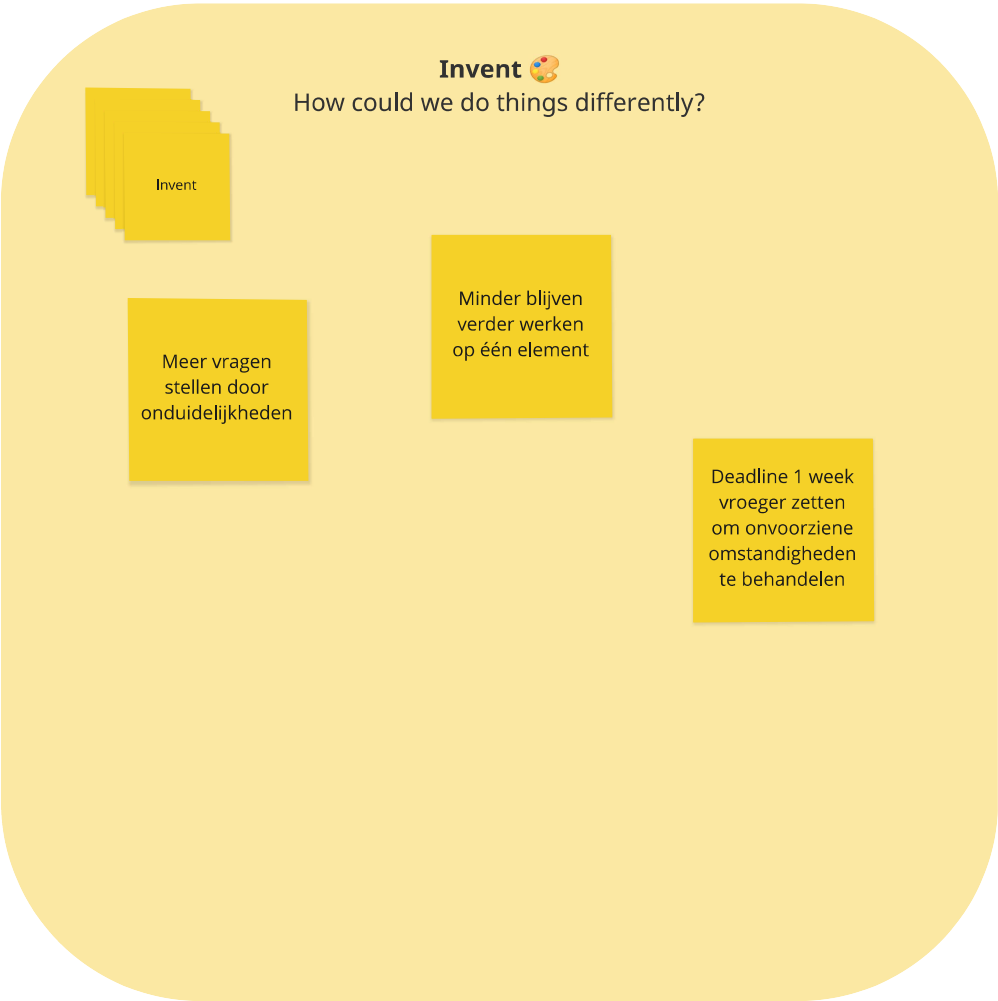 Invent 🎨
How could we do things differently?
Invent
Minder blijven
verder werken
op één element
Meer vragen
stellen door
onduidelijkheden
Deadline 1 week
vroeger zetten
om onvoorziene
omstandigheden
te behandelen